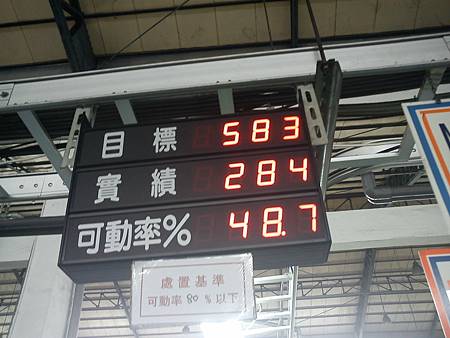 目標 583
實績 284
可動率% 48.7
處置基準
可動率 80 % 以下